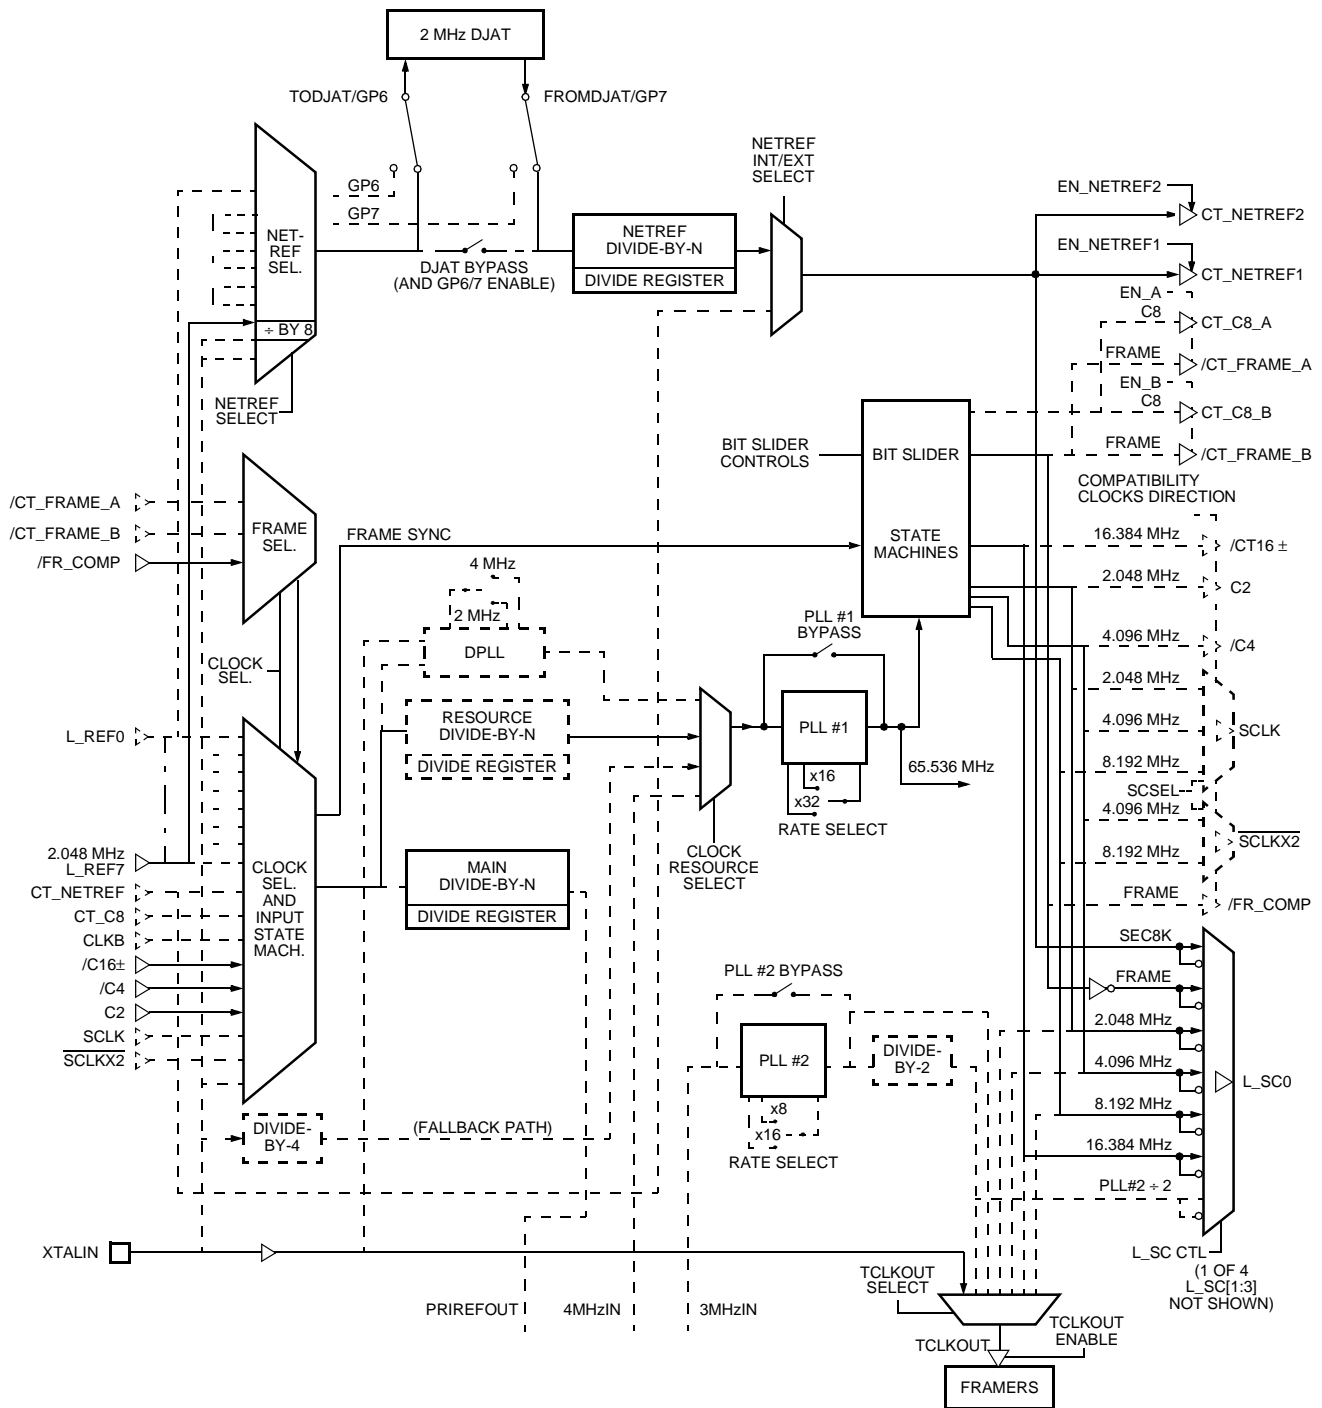 2 MHz DJAT
TODJAT/GP6
FROMDJAT/GP7
NETREF
INT/EXT
SELECT
GP6
GP7
EN_NETREF2
CT_NETREF2
NET-
REF
SEL.
NETREF
DIVIDE-BY-N
DIVIDE REGISTER
EN_NETREF1
CT_NETREF1
DJAT BYPASS
(AND GP6/7 ENABLE)
÷ BY 8
EN_A
C8
CT_C8_A
FRAME
/CT_FRAME_A
NETREF
SELECT
EN_B
C8
CT_C8_B
BIT SLIDER
CONTROLS
BIT SLIDER
FRAME
/CT_FRAME_B
COMPATIBILITY
CLOCKS DIRECTION
/CT_FRAME_A
/CT_FRAME_B
/FR_COMP
FRAME
SEL.
FRAME SYNC
STATE
MACHINES
16.384 MHz
/CT16 ±
4 MHz
2 MHz
2.048 MHz
C2
DPLL
PLL #1
BYPASS
4.096 MHz
/C4
CLOCK
SEL.
2.048 MHz
L_REF0
RESOURCE
DIVIDE-BY-N
DIVIDE REGISTER
PLL #1
4.096 MHz
SCLK
65.536 MHz
8.192 MHz
x16
x32
RATE SELECT
SCSEL
4.096 MHz
SCLKX2
2.048 MHz
L_REF7
CLOCK
SEL.
AND
INPUT
STATE
MACH.
MAIN
DIVIDE-BY-N
DIVIDE REGISTER
CLOCK
RESOURCE
SELECT
8.192 MHz
CT_NETREF
CT_C8
CLKB
/C16±
/C4
C2
SCLK
SCLKX2
FRAME
/FR_COMP
SEC8K
PLL #2 BYPASS
FRAME
2.048 MHz
PLL #2
DIVIDE-
BY-2
4.096 MHz
L_SC0
x8
x16
RATE SELECT
8.192 MHz
DIVIDE-
BY-4
(FALLBACK PATH)
16.384 MHz
PLL#2 ÷ 2
XTALIN
L_SC CTL
(1 OF 4
L_SC[1:3]
NOT SHOWN)
TCLKOUT
SELECT
PRIREFOUT
4MHzIN
3MHzIN
TCLKOUT
ENABLE
TCLKOUT
FRAMERS